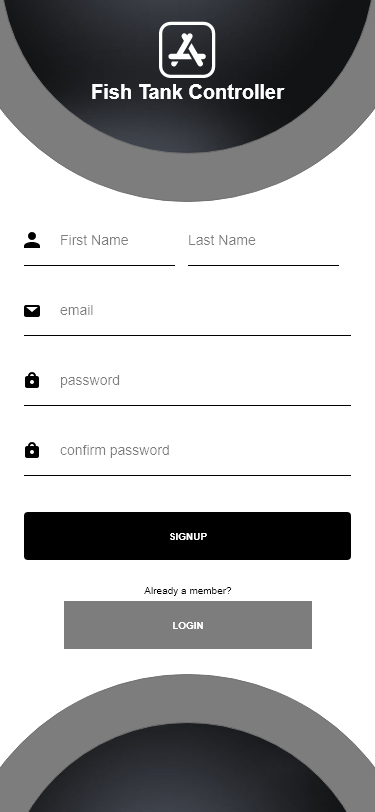 Fish Tank Controller
First Name Last Name
email
password
confirm password
SIGNUP
Already a member?
LOGIN